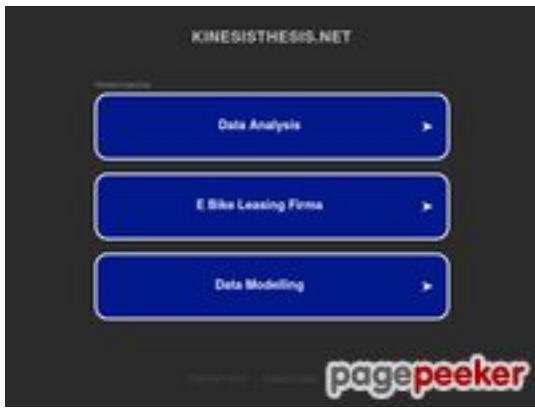 KINESISTHESIS.NET
Data Analysis
E Bike Leasing Firma
Data Modelling
pagepeeker